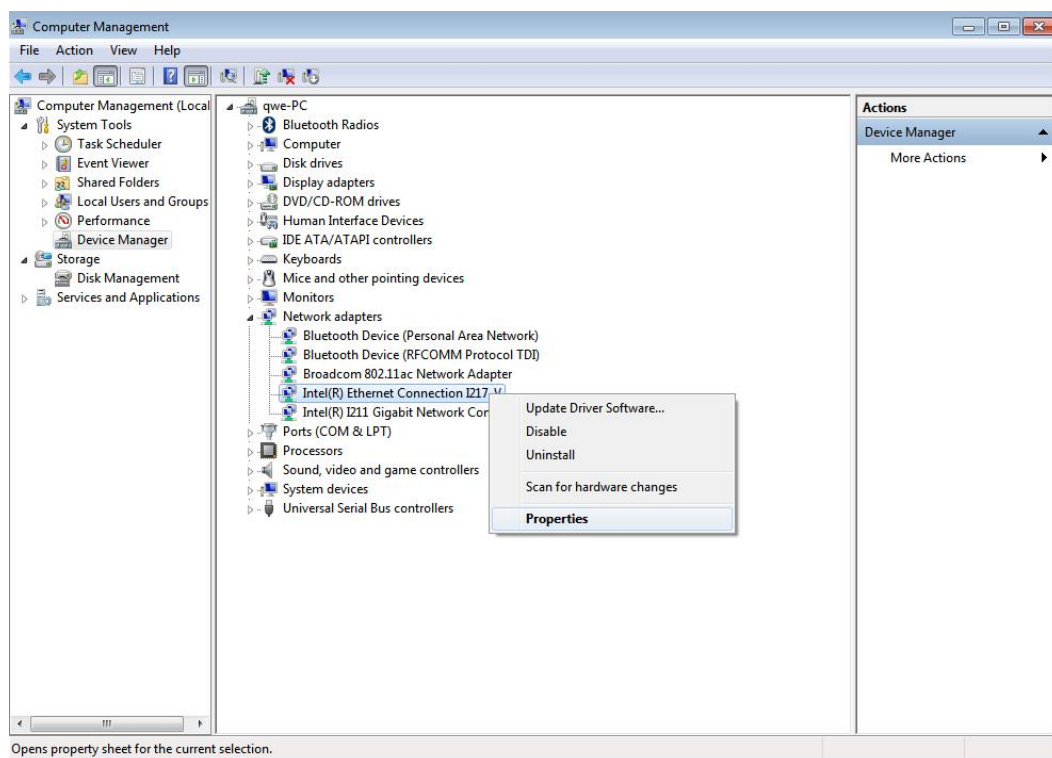 Computer Management
File Action View Help
Computer Management (Local
System Tools
Task Scheduler
Event Viewer
Shared Folders
Local Users and Groups
Performance
Device Manager
Storage
Disk Management
Services and Applications
qwe-PC
Bluetooth Radios
Computer
Disk drives
Display adapters
DVD/CD-ROM drives
Human Interface Devices
IDE ATA/ATAPI controllers
Keyboards
Mice and other pointing devices
Monitors
Network adapters
Bluetooth Device (Personal Area Network)
Bluetooth Device (RFCOMM Protocol TDI)
Broadcom 802.11ac Network Adapter
Intel(R) Ethernet Connection I217-V
Intel(R) I211 Gigabit Network Con
Ports (COM & LPT)
Processors
Sound, video and game controllers
System devices
Universal Serial Bus controllers
Update Driver Software...
Disable
Uninstall
Scan for hardware changes
Properties
Actions
Device Manager
More Actions
Opens property sheet for the current selection.